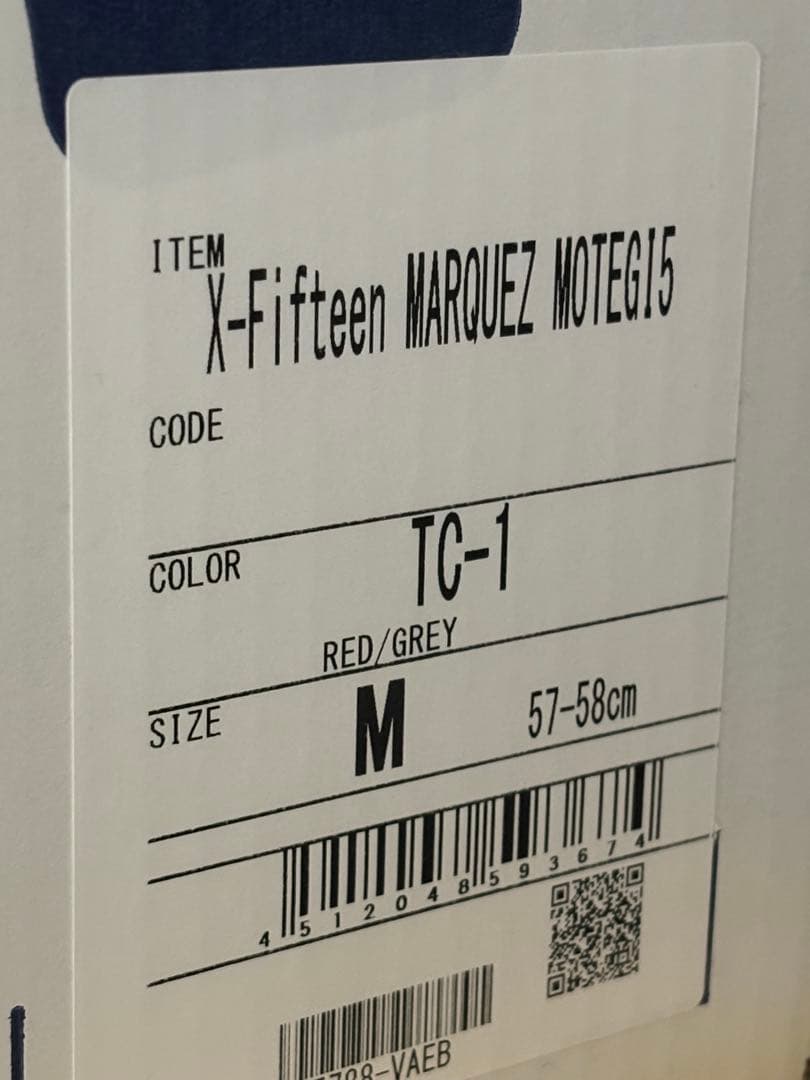 ITEM
X-Fifteen MARQUEZ MOTEGI5
CODE
COLOR
TC-1
RED/GREY
SIZE
M
57-58cm
4 512048 593674